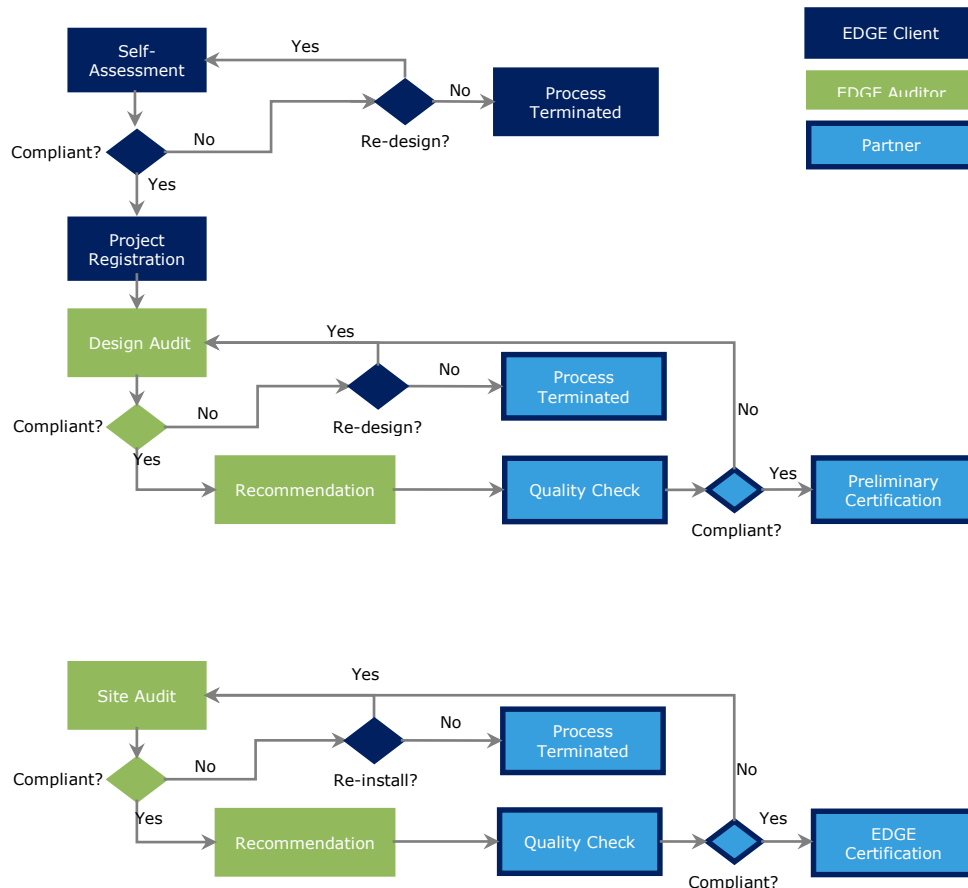 Self-
Assessment
Yes
No
Process
Terminated
Re-design?
Compliant?
No
Yes
EDGE Client
EDGE Auditor
Partner
Project
Registration
Design Audit
Yes
No
Process
Terminated
Compliant?
No
Re-design?
No
Yes
Recommendation
Quality Check
Yes
Preliminary
Certification
Compliant?
Site Audit
Yes
No
Process
Terminated
Compliant?
No
Re-install?
No
Yes
Recommendation
Quality Check
Yes
EDGE
Certification
Compliant?